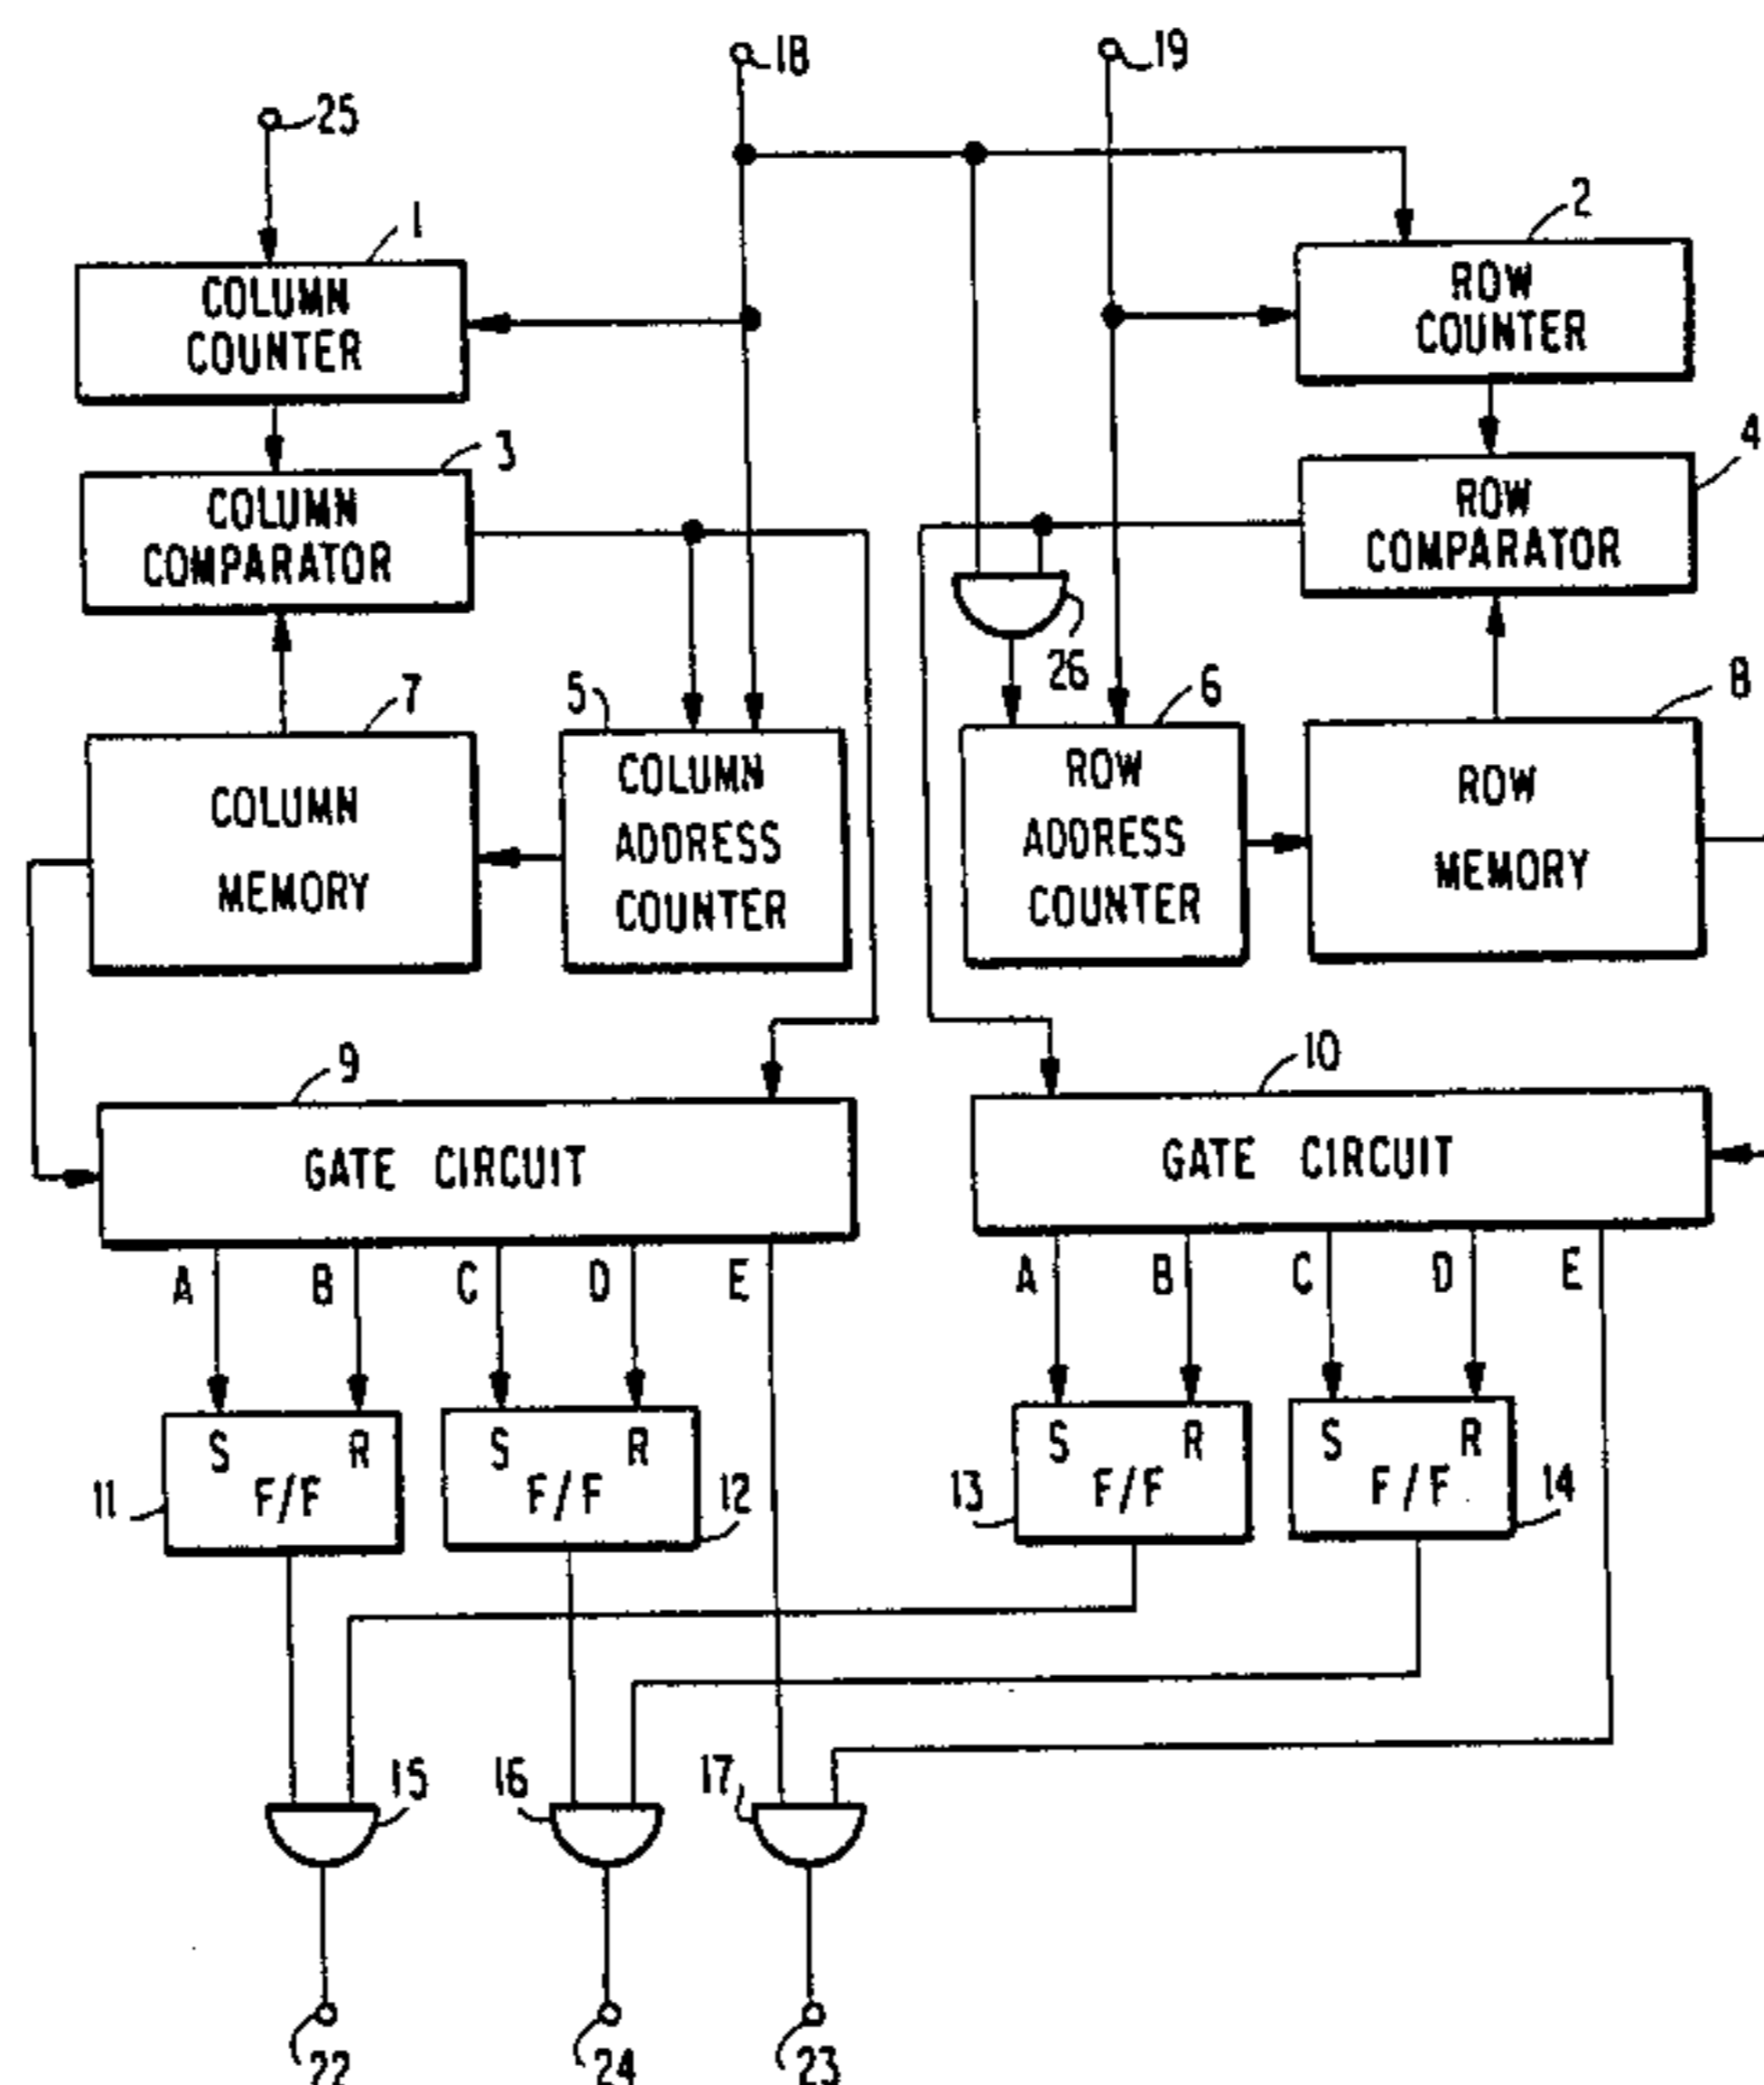 18
19
25
1
2
COLUMN
COUNTER
ROW
COUNTER
3
4
COLUMN
COMPARATOR
ROW
COMPARATOR
26
7
5
6
8
COLUMN
MEMORY
COLUMN
ADDRESS
COUNTER
ROW
ADDRESS
COUNTER
ROW
MEMORY
9
10
GATE CIRCUIT
GATE CIRCUIT
A B C D E
A B C D E
S R
F/F
11
S R
F/F
12
S R
F/F
13
S R
F/F
14
15
16
17
22
24
23